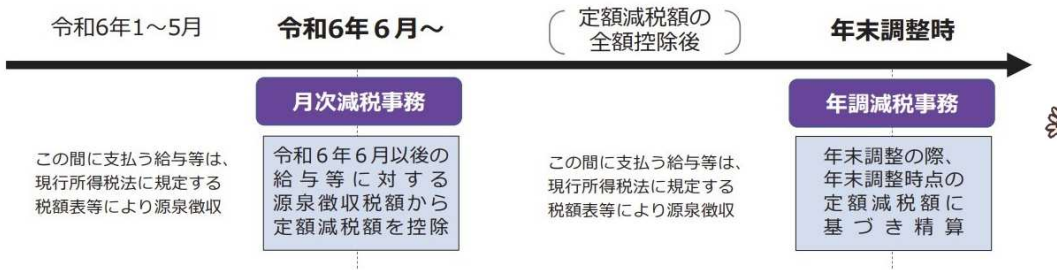 令和6年1～5月
令和6年６月～
定額減税額の
全額控除後
年末調整時
月次減税事務
年調減税事務
この間に支払う給与等は、
現行所得税法に規定する
税額表等により源泉徴収
令和６年６月以後の
給与等に対する
源泉徴収税額から
定額減税額を控除
この間に支払う給与等は、
現行所得税法に規定する
税額表等により源泉徴収
年末調整の際、
年末調整時点の
定額減税額に
基づき精算